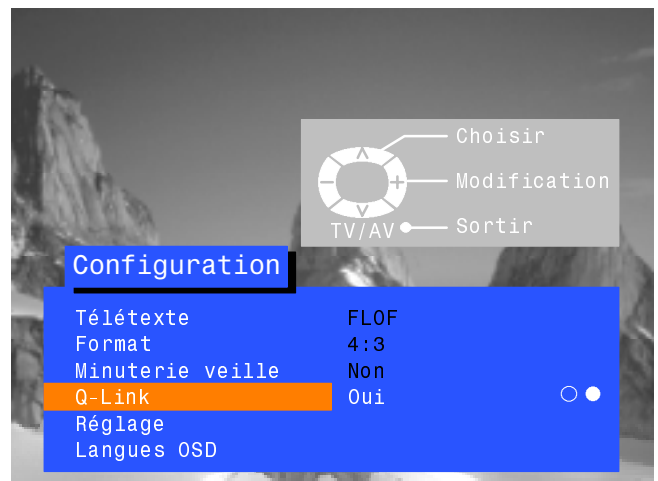 Choisir
Modification
TV/AV Sortir
Configuration
Télétexte FLOF
Format 4:3
Minuterie veille Non
Q-Link Oui
Réglage
Langues OSD